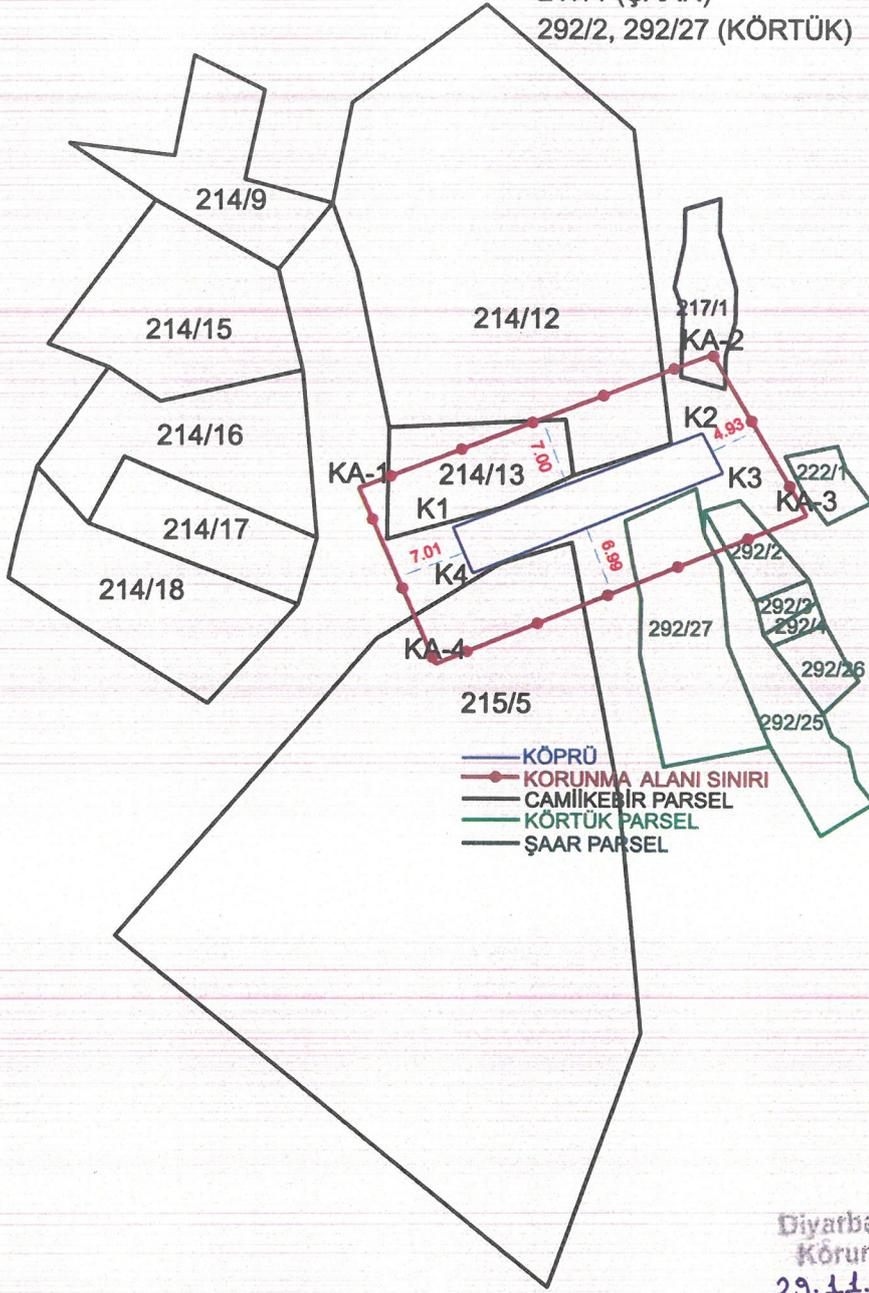 292/2, 292/27 (KÖRTÜK)
214/9
214/15
214/12
217/1
KA-2
214/16
K2
4.93
KA-1
214/13
7.00
K3
222/1
KA-3
K1
214/17
7.01
292/2
K4
6.99
214/18
292/3
292/4
292/27
KA-4
292/26
215/5
292/25
KÖPRÜ
KORUNMA ALANI SINIRI
CAMİİKEBİR PARSEL
KÖRTÜK PARSEL
ŞAAR PARSEL
29.11.